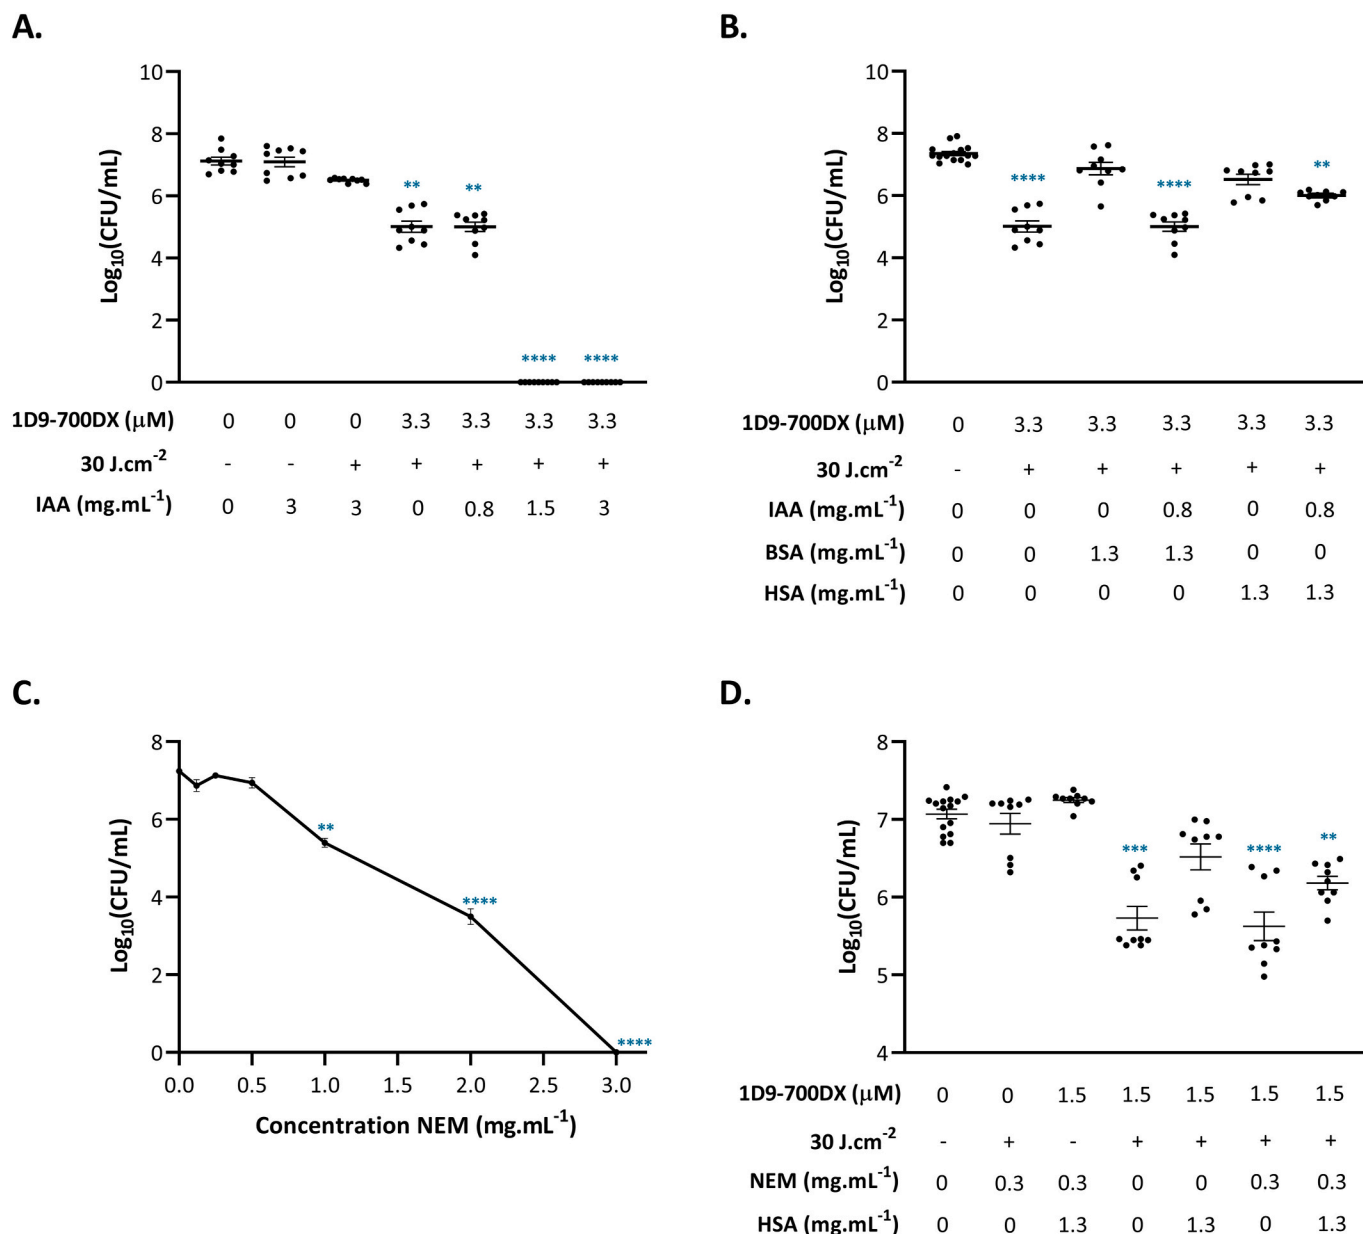 A.
10
8
6
4
2
0
Log10(CFU/mL)
**
**
****
****
1D9-700DX (μM) 0 0 0 3.3 3.3 3.3 3.3
30 J.cm-2 - - + + + + +
IAA (mg.mL-1) 0 3 3 0 0.8 1.5 3
B.
10
8
6
4
2
0
Log10(CFU/mL)
****
****
**
1D9-700DX (μM) 0 3.3 3.3 3.3 3.3 3.3
30 J.cm-2 - + + + + +
IAA (mg.mL-1) 0 0 0 0.8 0 0.8
BSA (mg.mL-1) 0 0 1.3 1.3 0 0
HSA (mg.mL-1) 0 0 0 0 1.3 1.3
C.
8
6
4
2
0
Log10(CFU/mL)
**
****
****
0.0 0.5 1.0 1.5 2.0 2.5 3.0
Concentration NEM (mg.mL-1)
D.
8
7
6
5
4
Log10(CFU/mL)
***
****
**
1D9-700DX (μM) 0 0 1.5 1.5 1.5 1.5 1.5
30 J.cm-2 - + - + + + +
NEM (mg.mL-1) 0 0.3 0.3 0 0 0.3 0.3
HSA (mg.mL-1) 0 0 1.3 0 1.3 0 1.3